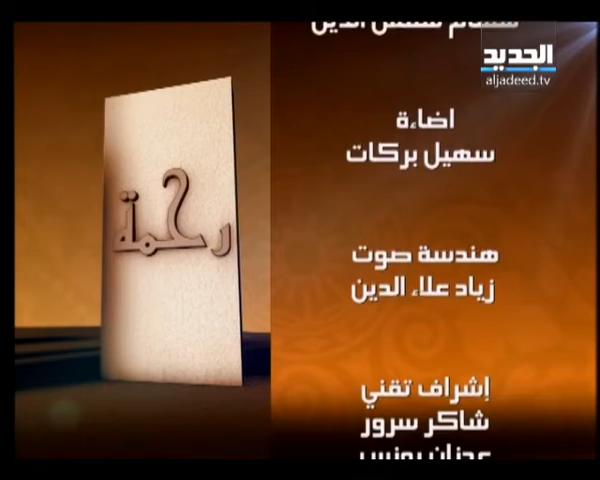 الجديد
aljadeed.tv
اضاءة
سهيل بركات
رحمة
هندسة صوت
زياد علاء الدين
إشراف تقني
شاكر سرور